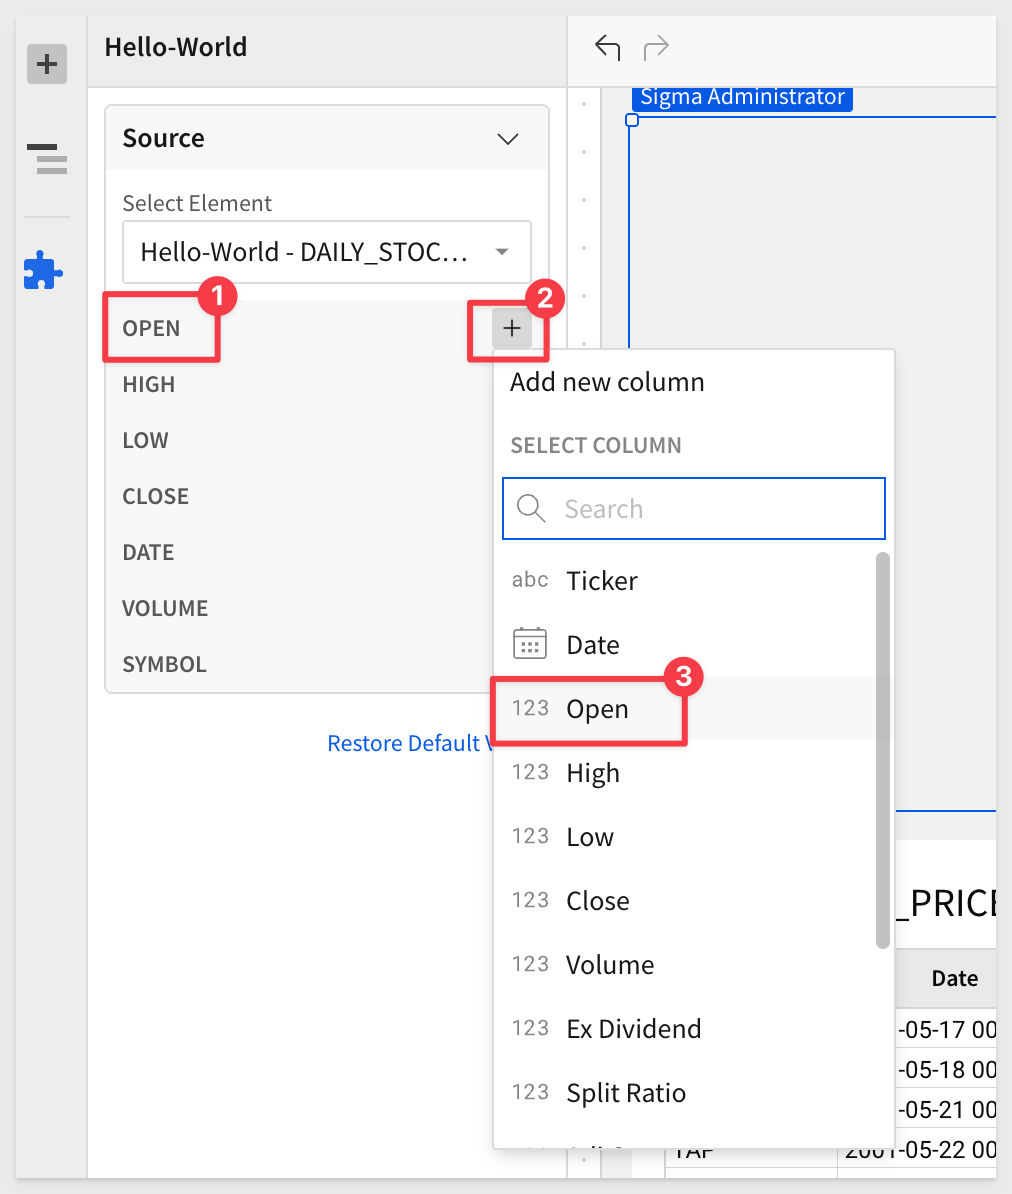 Hello-World
Sigma Administrator
Source
Select Element
Hello-World - DAILY_STOC...
1
2
OPEN
+
HIGH
LOW
CLOSE
DATE
VOLUME
SYMBOL
Restore Default
Add new column
SELECT COLUMN
Search
abc Ticker
Date
3
123 Open
123 High
123 Low
123 Close
123 Volume
123 Ex Dividend
123 Split Ratio
_PRICE
Date
-05-17 00
-05-18 00
-05-21 00
TAP 2001-05-22 00